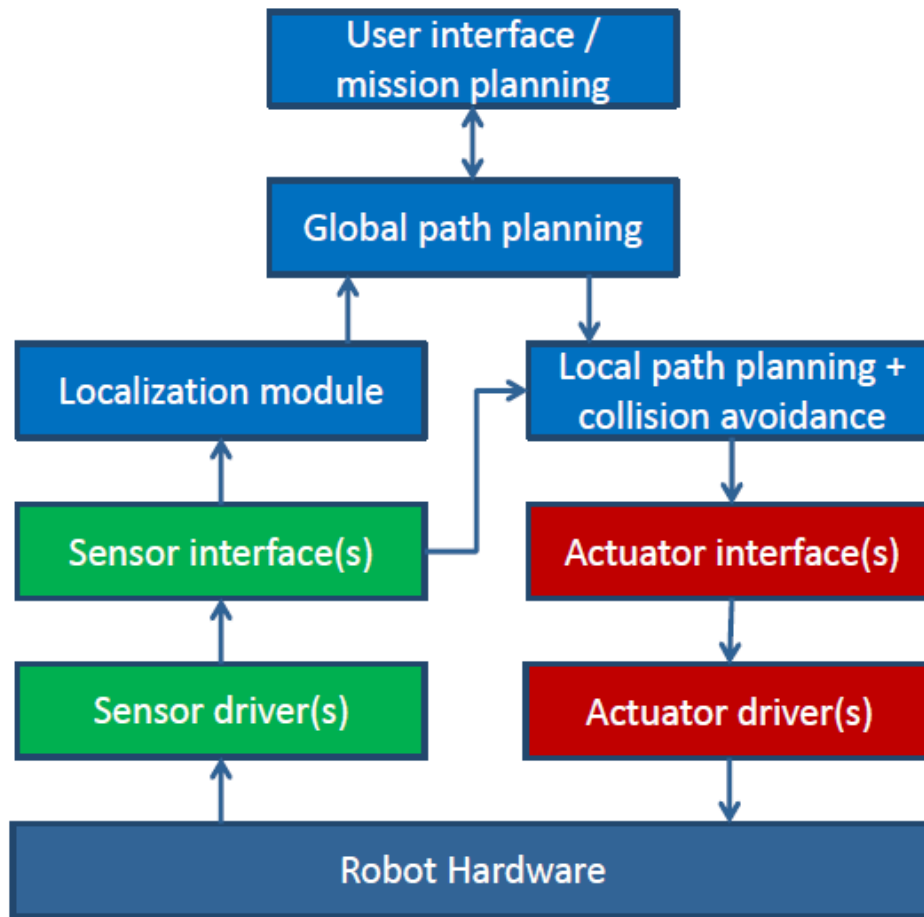 User interface /
mission planning
Global path planning
Localization module
Local path planning +
collision avoidance
Sensor interface(s)
Actuator interface(s)
Sensor driver(s)
Actuator driver(s)
Robot Hardware